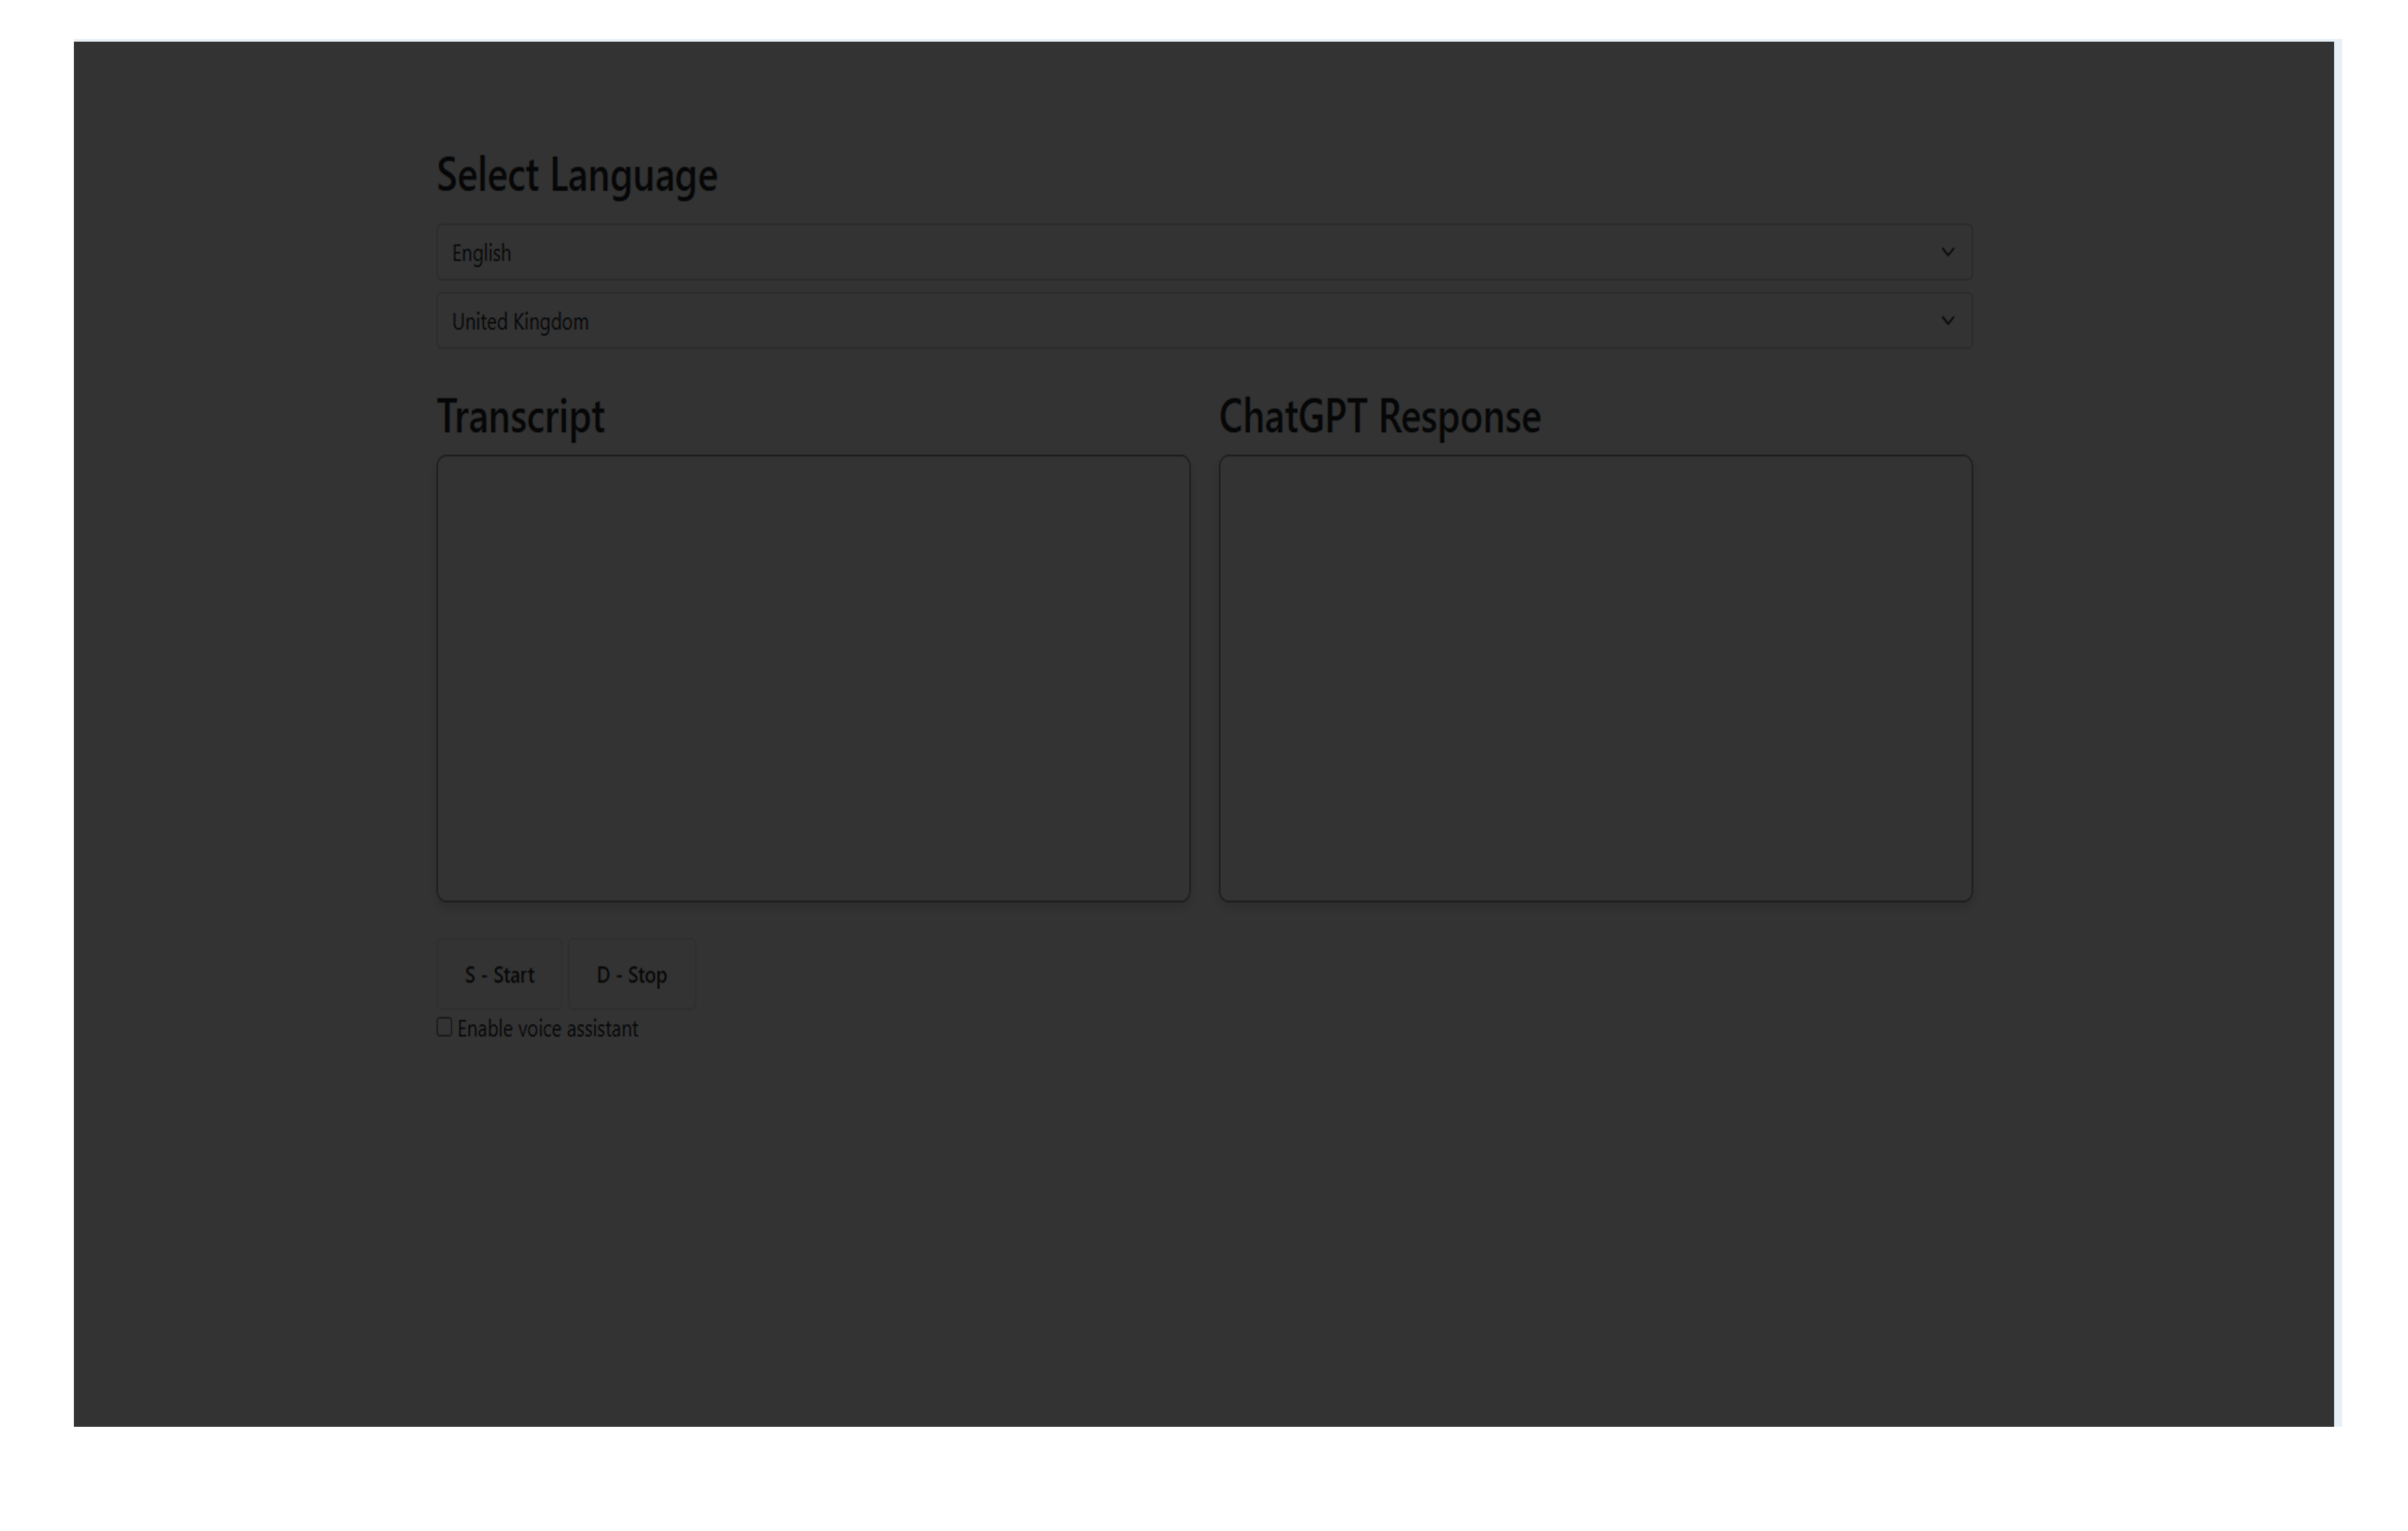 Select Language
English
United Kingdom
Transcript
ChatGPT Response
S - Start
D - Stop
Enable voice assistant